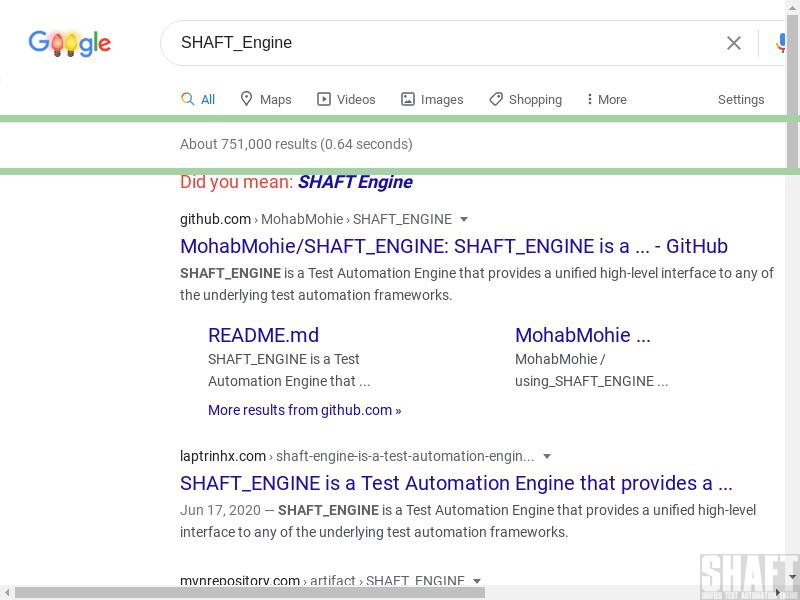 Google
SHAFT_Engine
All Maps Videos Images Shopping More Settings
About 751,000 results (0.64 seconds)
Did you mean: SHAFT Engine
github.com › MohabMohie › SHAFT_ENGINE
MohabMohie/SHAFT_ENGINE: SHAFT_ENGINE is a ... - GitHub
SHAFT_ENGINE is a Test Automation Engine that provides a unified high-level interface to any of
the underlying test automation frameworks.
README.md
SHAFT_ENGINE is a Test
Automation Engine that ...
MohabMohie ...
MohabMohie /
using_SHAFT_ENGINE ...
More results from github.com »
laptrinhx.com › shaft-engine-is-a-test-automation-engin...
SHAFT_ENGINE is a Test Automation Engine that provides a ...
Jun 17, 2020 — SHAFT_ENGINE is a Test Automation Engine that provides a unified high-level
interface to any of the underlying test automation frameworks.
mvnrepository.com › artifact › SHAFT_ENGINE
SHAFT
UNIFIED TEST AUTOMATION ENGINE